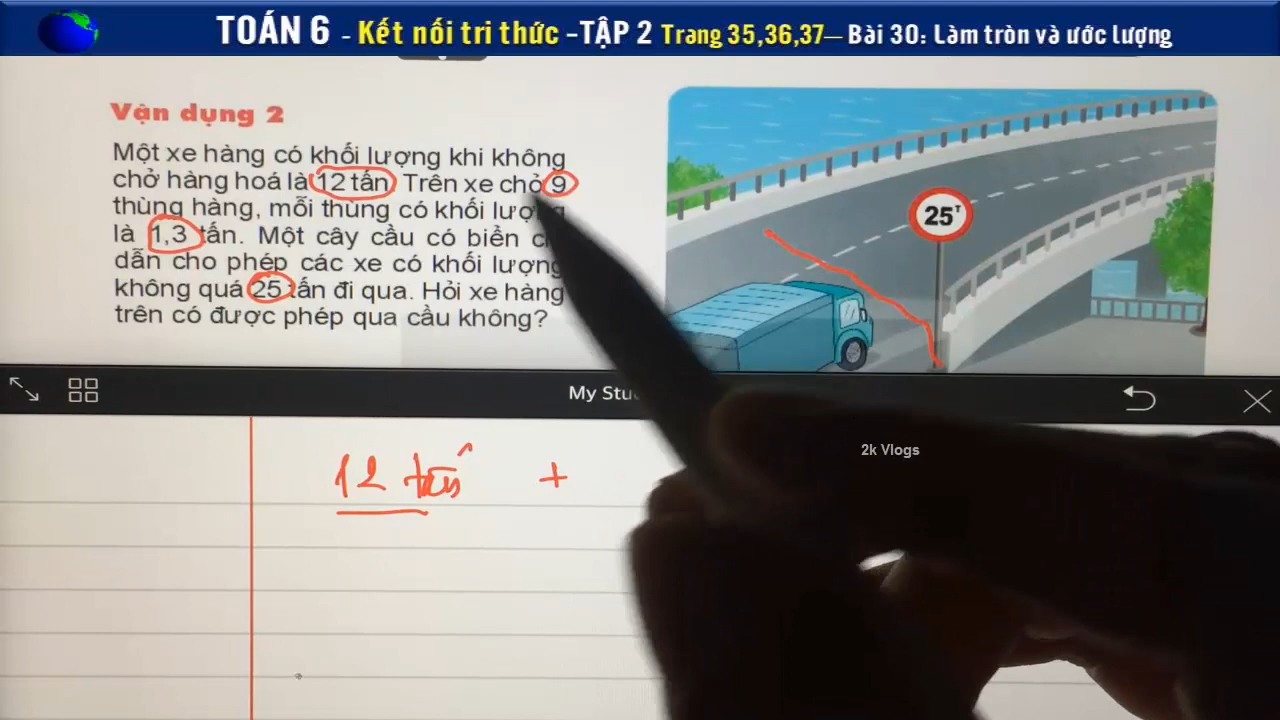 TOÁN 6 - Kết nối tri thức –TẬP 2 Trang 35,36,37– Bài 30: Làm tròn và ước lượng
Vận dụng 2
Một xe hàng có khối lượng khi không
chở hàng hoá là 12 tấn. Trên xe chở 9
thùng hàng, mỗi thùng có khối lượng
là 1,3 tấn. Một cây cầu có biển
dẫn cho phép các xe có khối lượng
không quá 25 tấn đi qua. Hỏi xe hàng
trên có được phép qua cầu không?
25T
My
2k Vlogs
12 tấn +